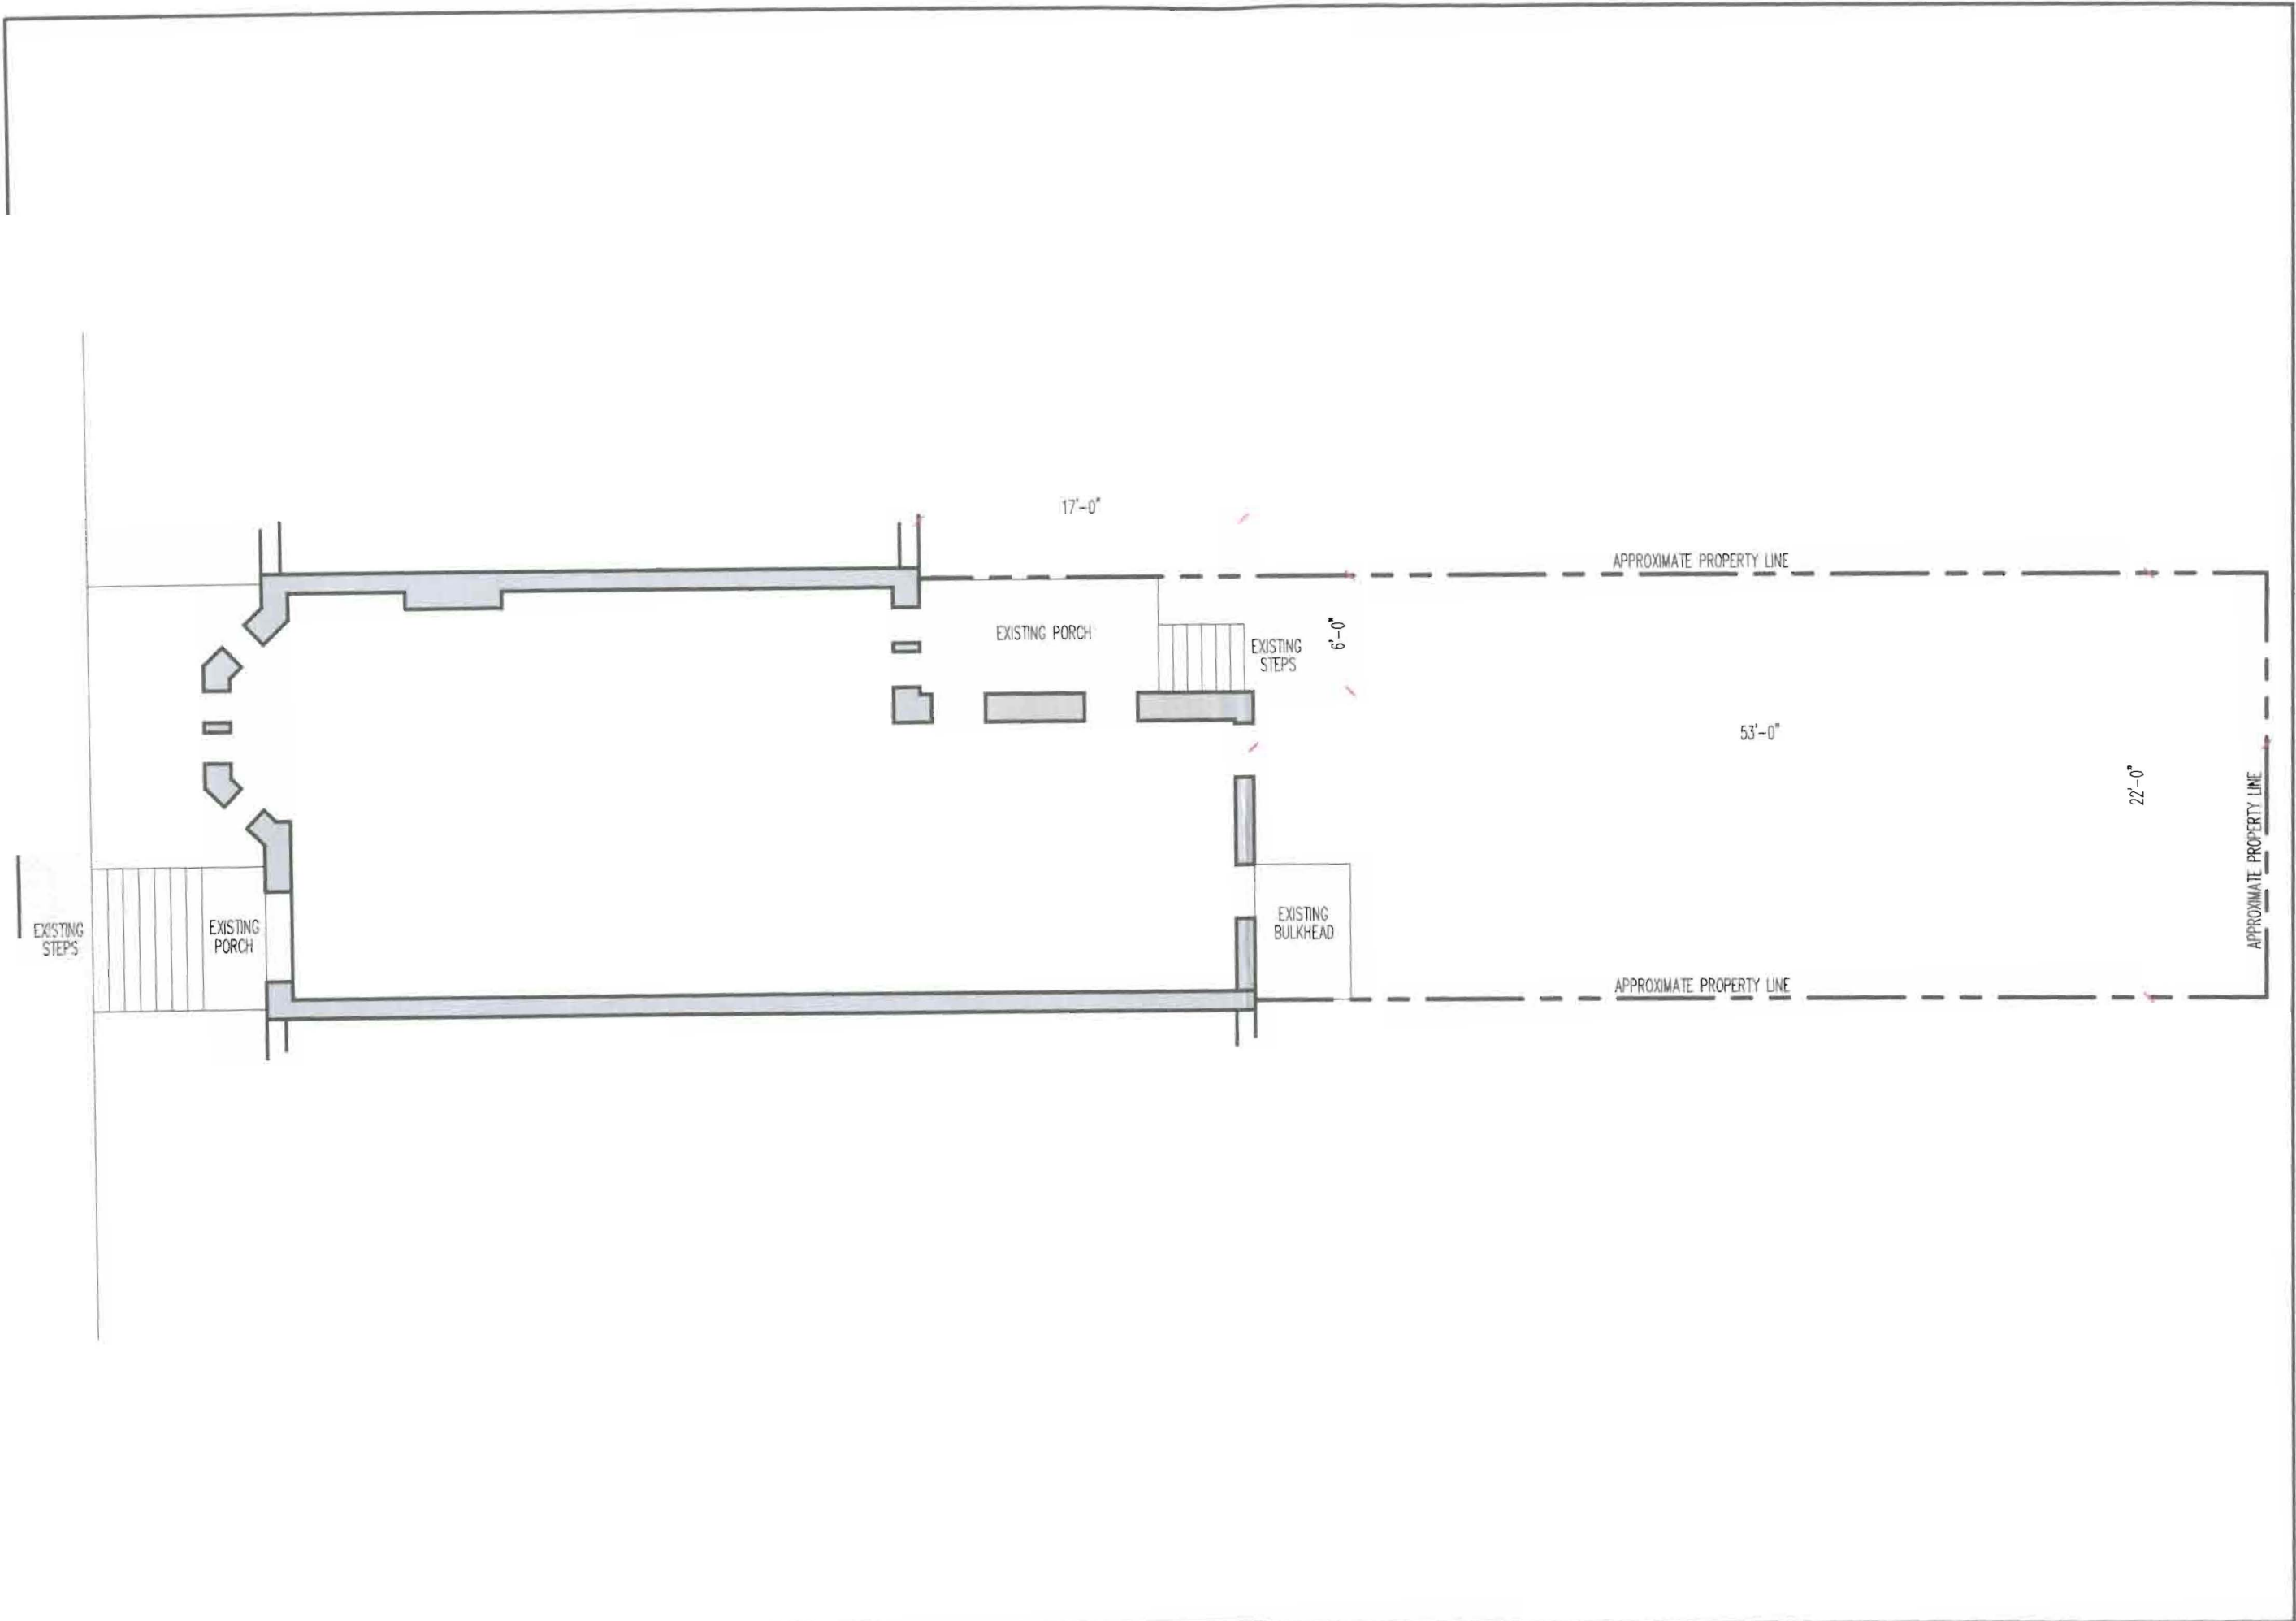 17'-0"
APPROXIMATE PROPERTY LINE
EXISTING PORCH
EXISTING
STEPS
6'-0"
53'-0"
22'-0"
APPROXIMATE PROPERTY LINE
EXISTING
STEPS
EXISTING
PORCH
EXISTING
BULKHEAD
APPROXIMATE PROPERTY LINE